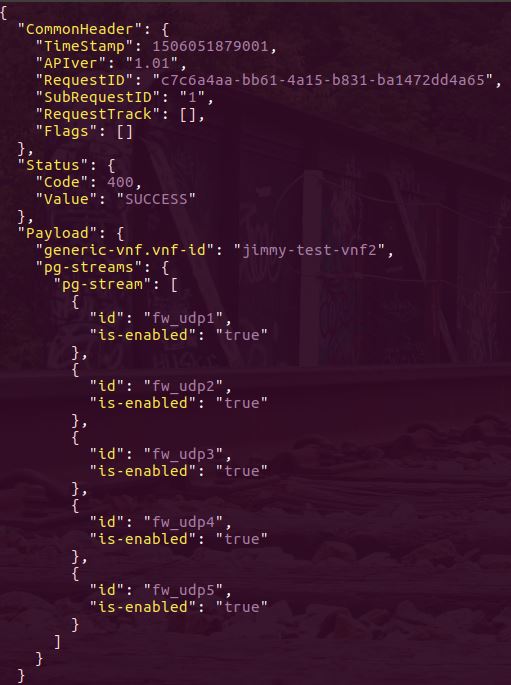 {
  "CommonHeader": {
    "TimeStamp": 1506051879001,
    "APIver": "1.01",
    "RequestID": "c7c6a4aa-bb61-4a15-b831-ba1472dd4a65",
    "SubRequestID": "1",
    "RequestTrack": [],
    "Flags": []
  },
  "Status": {
    "Code": 400,
    "Value": "SUCCESS"
  },
  "Payload": {
    "generic-vnf.vnf-id": "jimmy-test-vnf2",
    "pg-streams": {
      "pg-stream": [
        {
          "id": "fw_udp1",
          "is-enabled": "true"
        },
        {
          "id": "fw_udp2",
          "is-enabled": "true"
        },
        {
          "id": "fw_udp3",
          "is-enabled": "true"
        },
        {
          "id": "fw_udp4",
          "is-enabled": "true"
        },
        {
          "id": "fw_udp5",
          "is-enabled": "true"
        }
      ]
    }
  }